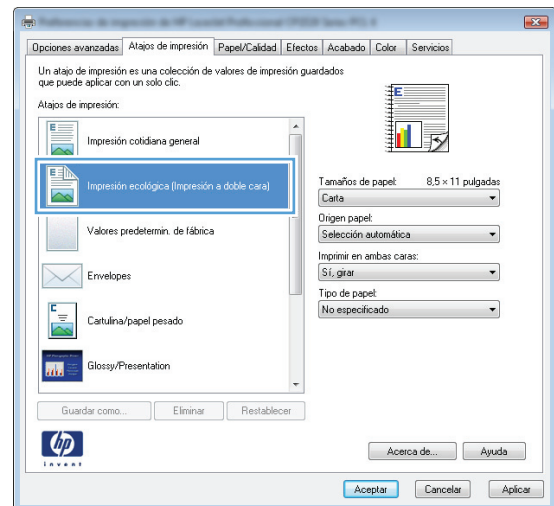 Opciones avanzadas Atajos de impresión Papel/Calidad Efectos Acabado Color Servicios
Un atajo de impresión es una colección de valores de impresión guardados
que puede aplicar con un solo clic.
Atajos de impresión:
Impresión cotidiana general
Impresión ecológica (Impresión a doble cara)
Valores predetermin. de fábrica
Envelopes
Cartulina/papel pesado
Glossy/Presentation
Guardar como... Eliminar Restablecer
Tamaños de papel: 8,5 × 11 pulgadas
Carta
Origen papel:
Selección automática
Imprimir en ambas caras:
Sí, girar
Tipo de papel:
No especificado
hp
invent
Acerca de... Ayuda
Aceptar Cancelar Aplicar